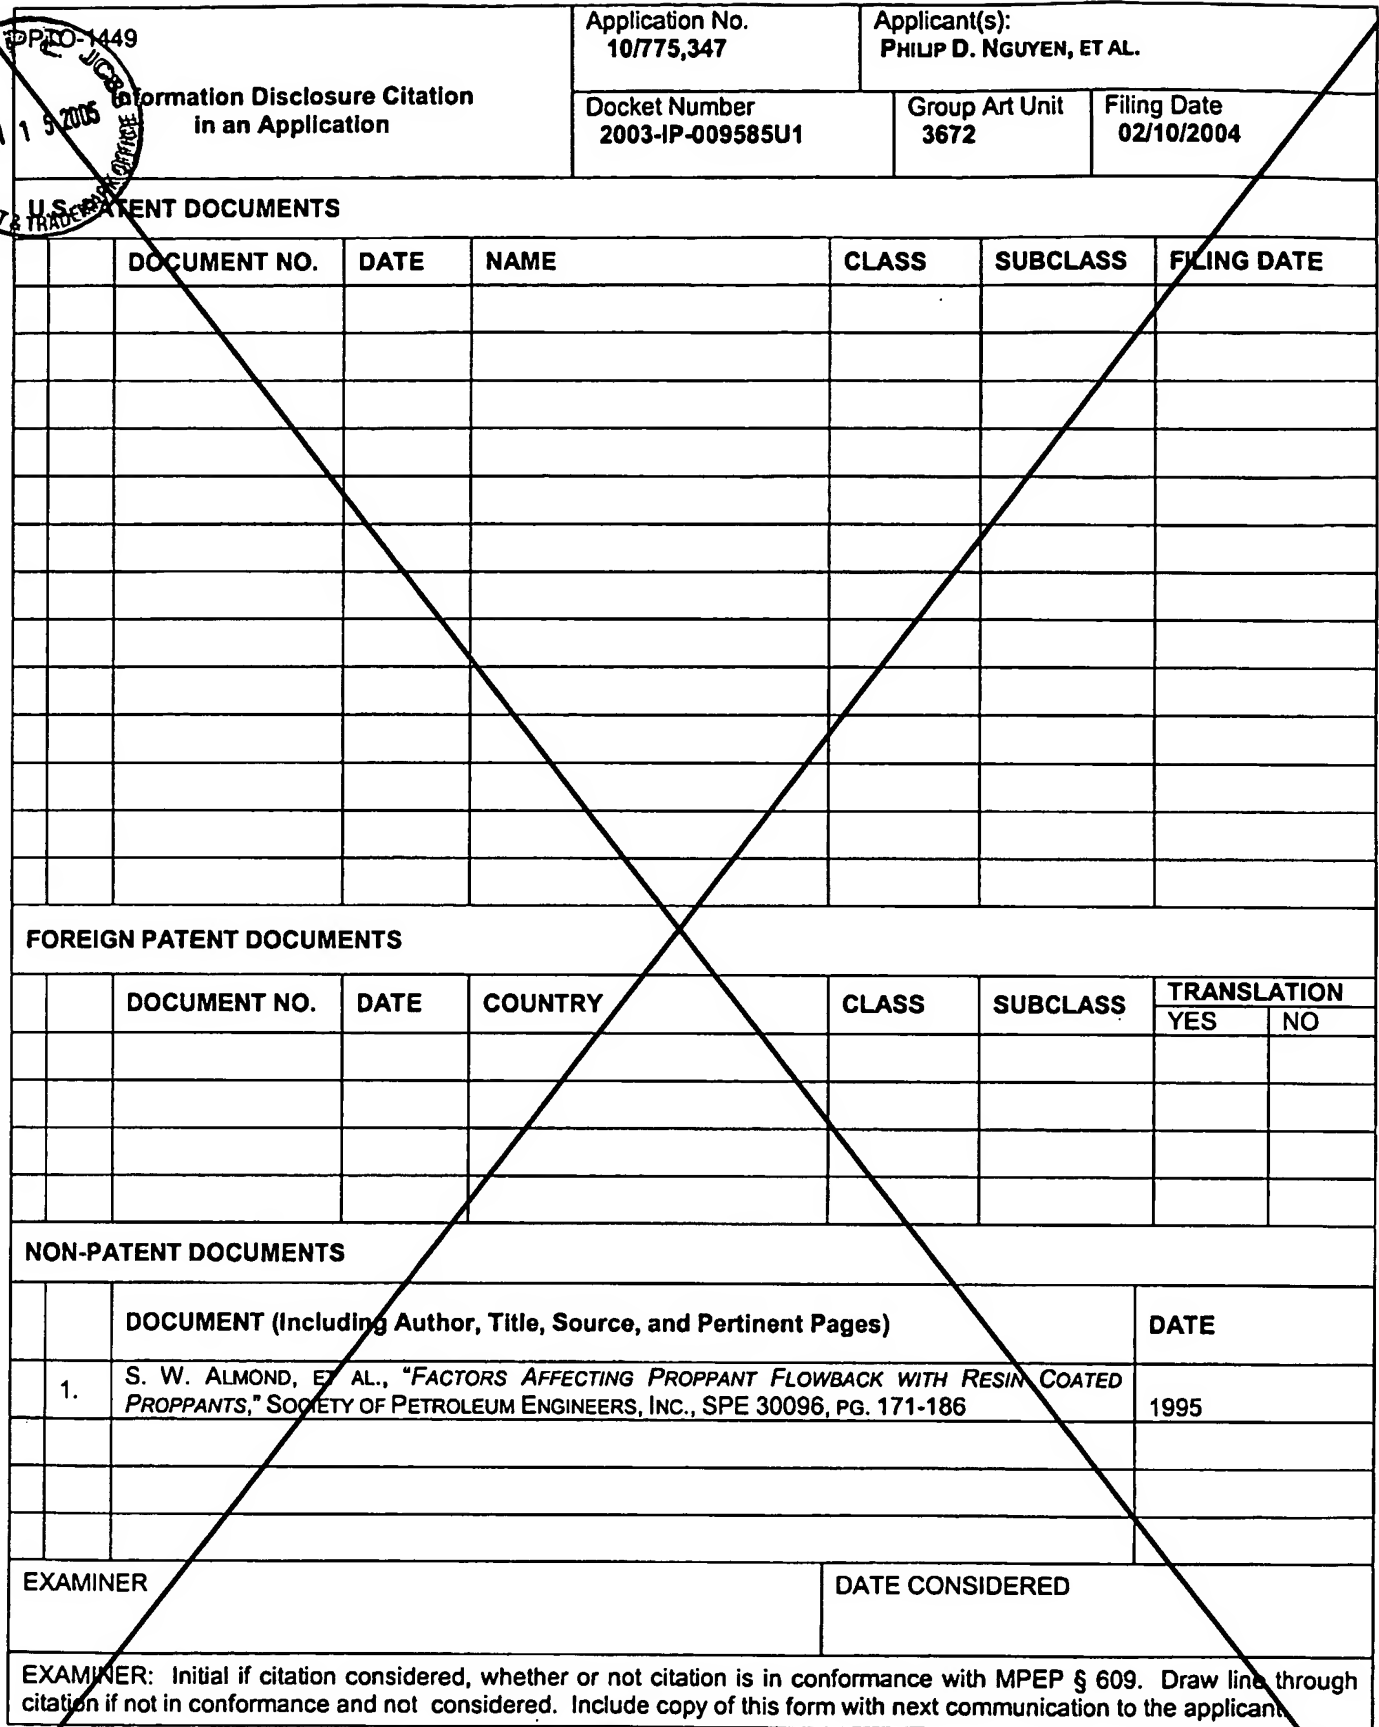 PTO-1449
Information Disclosure Citation
in an Application
Application No.
10/775,347
Applicant(s):
PHILIP D. NGUYEN, ET AL.
Docket Number
2003-IP-009585U1
Group Art Unit
3672
Filing Date
02/10/2004
15 2005
JC86
& TRADEMARK OFFICE
U.S. PATENT DOCUMENTS
DOCUMENT NO. DATE NAME CLASS SUBCLASS FILING DATE
FOREIGN PATENT DOCUMENTS
DOCUMENT NO. DATE COUNTRY CLASS SUBCLASS TRANSLATION
YES NO
NON-PATENT DOCUMENTS
DOCUMENT (Including Author, Title, Source, and Pertinent Pages) DATE
1. S. W. ALMOND, ET AL., "FACTORS AFFECTING PROPPANT FLOWBACK WITH RESIN COATED
PROPPANTS," SOCIETY OF PETROLEUM ENGINEERS, INC., SPE 30096, PG. 171-186 1995
EXAMINER DATE CONSIDERED
EXAMINER: Initial if citation considered, whether or not citation is in conformance with MPEP § 609. Draw line through
citation if not in conformance and not considered. Include copy of this form with next communication to the applicant.